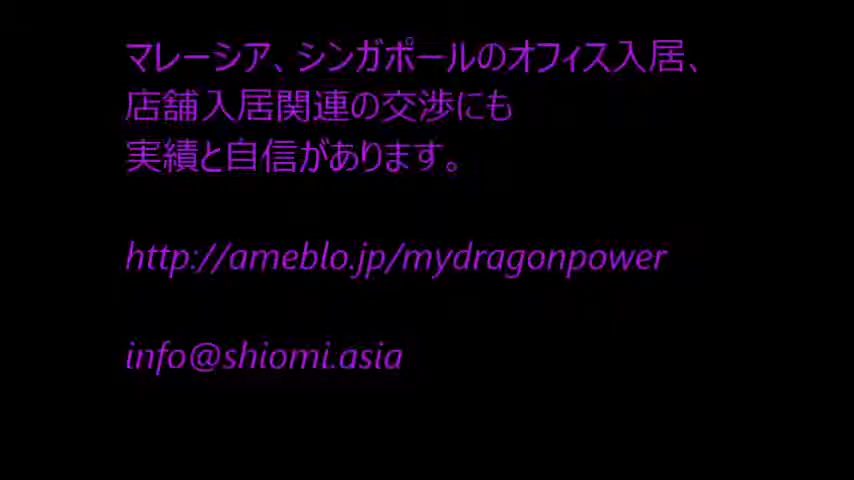 マレーシア、シンガポールのオフィス入居、
店舗入居関連の交渉にも
実績と自信があります。
http://ameblo.jp/mydragonpower
info@shiomi.asia